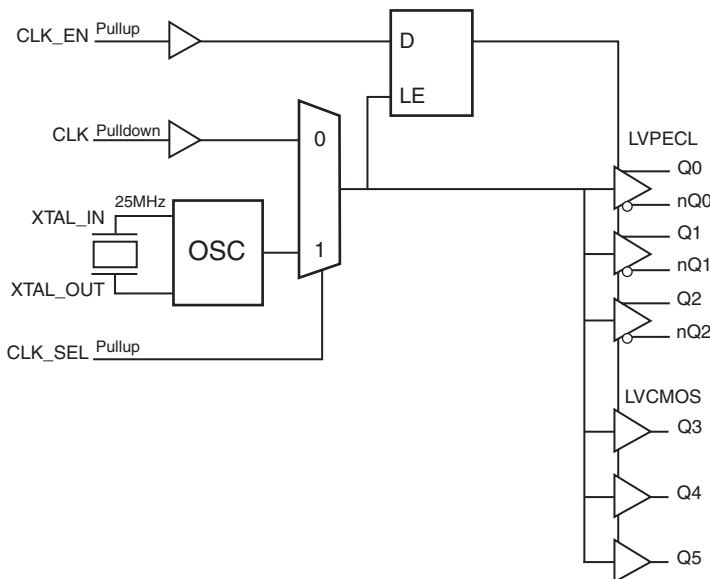 CLK_EN Pullup
D
LE
CLK Pulldown
0
LVPECL
Q0
nQ0
25MHz
XTAL_IN
OSC
1
Q1
nQ1
XTAL_OUT
Q2
nQ2
CLK_SEL Pullup
LVCMOS
Q3
Q4
Q5